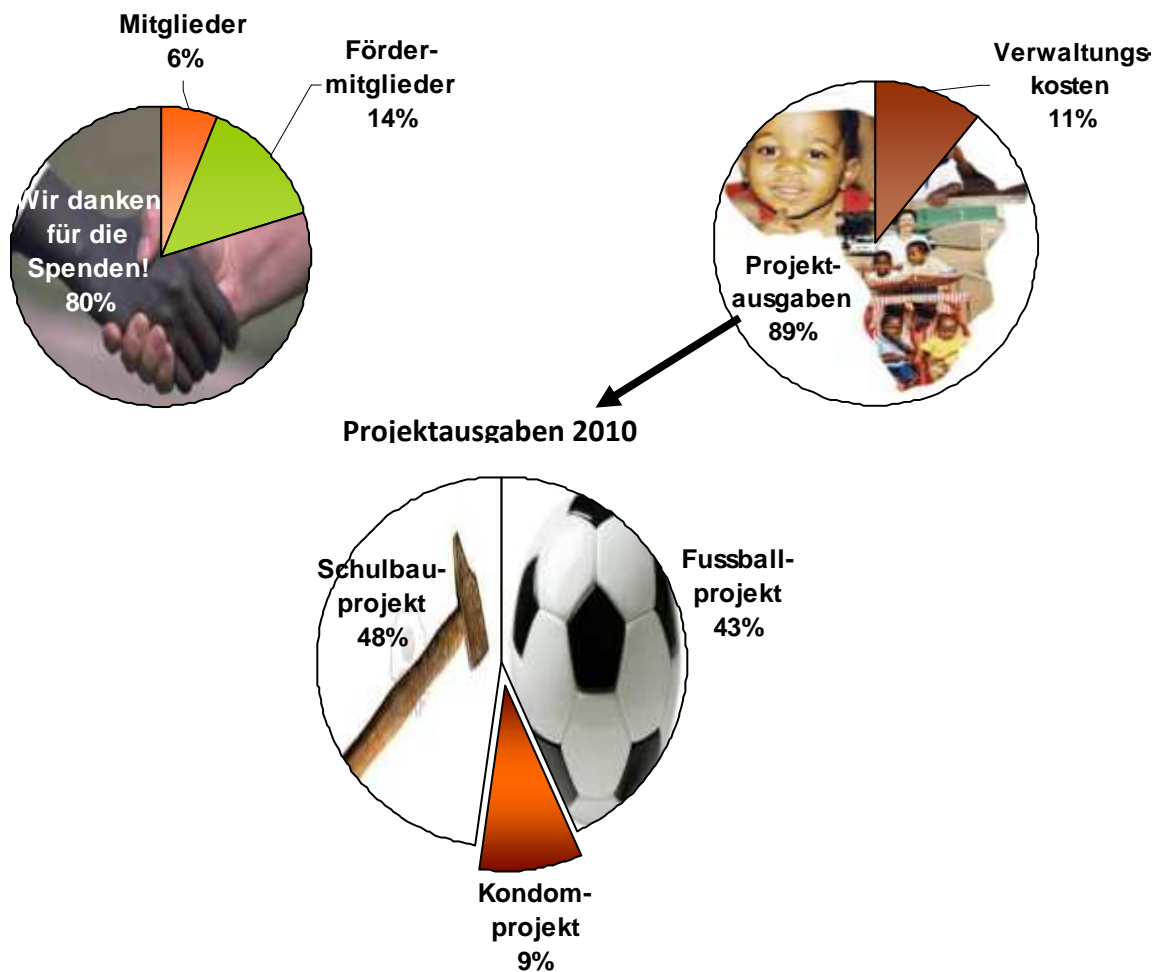 Mitglieder
6%
Förder-
mitglieder
14%
Wir danken
für die
Spenden!
80%
Verwaltungs-
kosten
11%
Projekt-
ausgaben
89%
Projektausgaben 2010
Schulbau-
projekt
48%
Fussball-
projekt
43%
Kondom-
projekt
9%